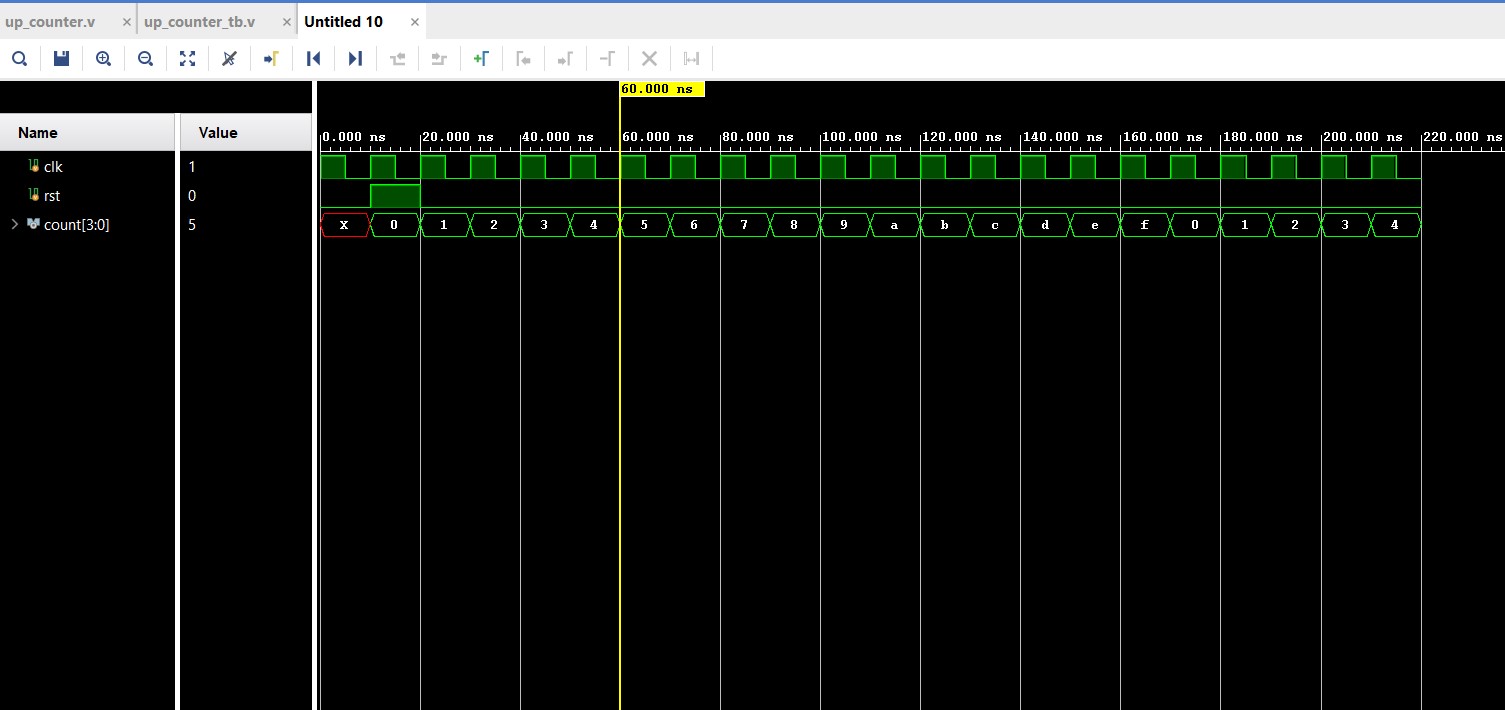 up_counter.v × up_counter_tb.v × Untitled 10 ×
60.000 ns
Name Value
0.000 ns 20.000 ns 40.000 ns 60.000 ns 80.000 ns 100.000 ns 120.000 ns 140.000 ns 160.000 ns 180.000 ns 200.000 ns 220.000 ns
clk 1
rst 0
count[3:0] 5 X 0 1 2 3 4 5 6 7 8 9 a b c d e f 0 1 2 3 4